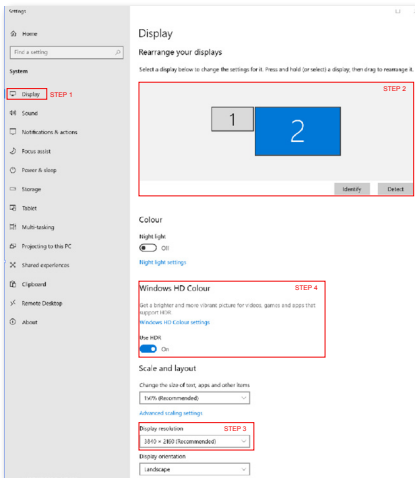 Settings
Home
Find a setting
System
Display
STEP 1
Sound
Notifications & actions
Focus assist
Power & sleep
Storage
Tablet
Multi-tasking
Projecting to this PC
Shared experiences
Clipboard
Remote Desktop
About
Display
Rearrange your displays
Select a display below to change the settings for it. Press and hold (or select) a display, then drag to rearrange it.
STEP 2
1
2
Identify
Detect
Colour
Night light
Off
Night light settings
Windows HD Colour
STEP 4
Get a brighter and more vibrant picture for videos, games and apps that
support HDR.
Windows HD Colour settings
Use HDR
On
Scale and layout
Change the size of text, apps and other items
(Recommended)
Advanced scaling settings
Display resolution
STEP 3
3840 × 2160 (Recommended)
Display orientation
Landscape